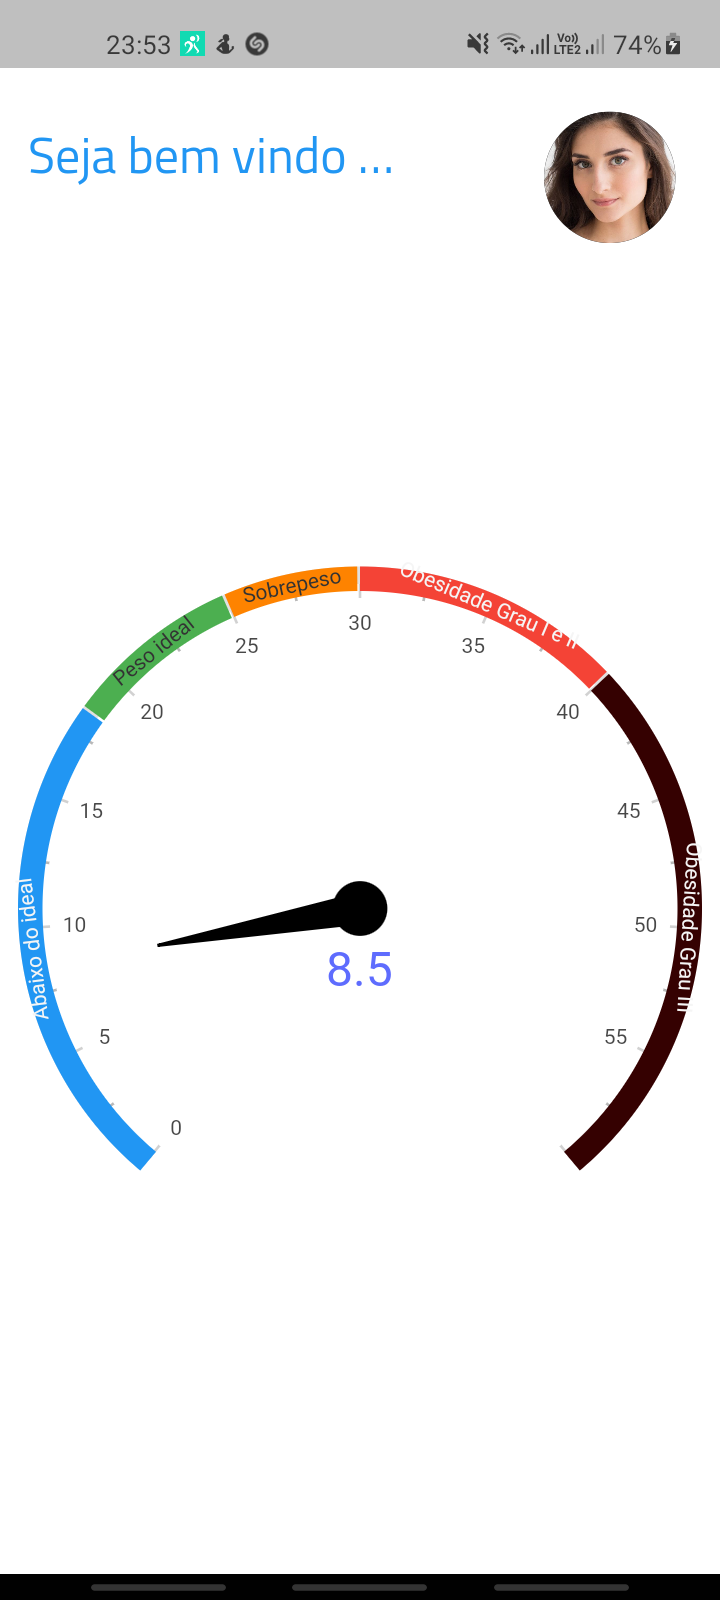 23:53
Vo)) LTE2 74%
Seja bem vindo ...
Abaixo do ideal
Peso ideal
Sobrepeso
Obesidade Grau I e II
Obesidade Grau III
0
5
10
15
20
25
30
35
40
45
50
55
8.5